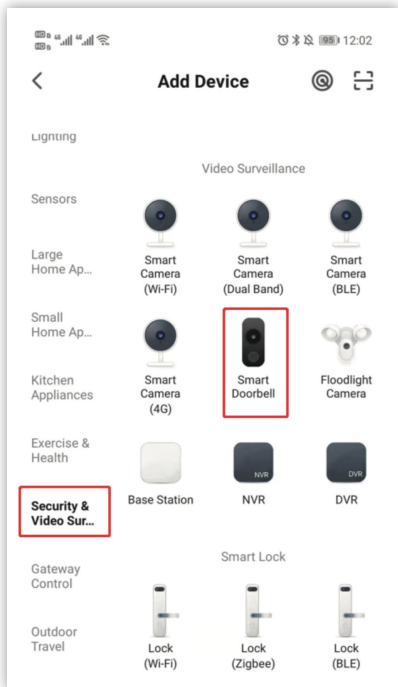 95 12:02
Add Device
Lighting
Sensors
Large
Home Ap...
Small
Home Ap...
Kitchen
Appliances
Exercise &
Health
Security &
Video Sur...
Gateway
Control
Outdoor
Travel
Video Surveillance
Smart
Camera
(Wi-Fi)
Smart
Camera
(Dual Band)
Smart
Camera
(BLE)
Smart
Camera
(4G)
Smart
Doorbell
Floodlight
Camera
Base Station
NVR
NVR
DVR
DVR
Smart Lock
Lock
(Wi-Fi)
Lock
(Zigbee)
Lock
(BLE)